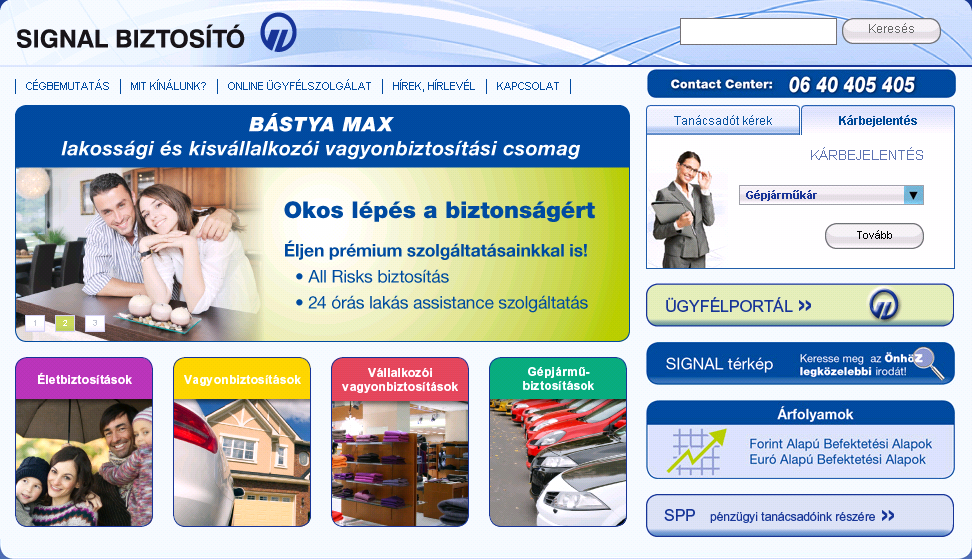 SIGNAL BIZTOSÍTÓ
Keresés
CÉGBEMUTATÁS
MIT KÍNÁLUNK?
ONLINE ÜGYFÉLSZOLGÁLAT
HÍREK, HÍRLEVÉL
KAPCSOLAT
Contact Center: 06 40 405 405
BÁSTYA MAX
lakossági és kisvállalkozói vagyonbiztosítási csomag
Okos lépés a biztonságért
Éljen prémium szolgáltatásainkkal is!
• All Risks biztosítás
• 24 órás lakás assistance szolgáltatás
1 2 3
Tanácsadót kérek
Kárbejelentés
KÁRBEJELENTÉS
Gépjárműkár
Tovább
ÜGYFÉLPORTÁL »
SIGNAL térkép
Keresse meg az Önhöz
legközelebbi irodát!
Árfolyamok
Forint Alapú Befektetési Alapok
Euró Alapú Befektetési Alapok
SPP pénzügyi tanácsadóink részére »
Életbiztosítások
Vagyonbiztosítások
Vállalkozói
vagyonbiztosítások
Gépjármű-
biztosítások